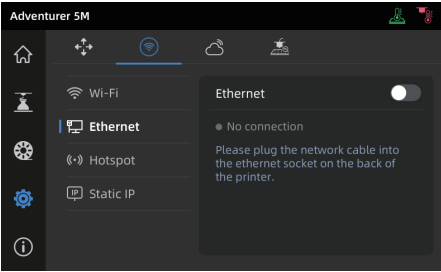 Adventurer 5M
Wi-Fi
Ethernet
Hotspot
IP Static IP
Ethernet
No connection
Please plug the network cable into
the ethernet socket on the back of
the printer.